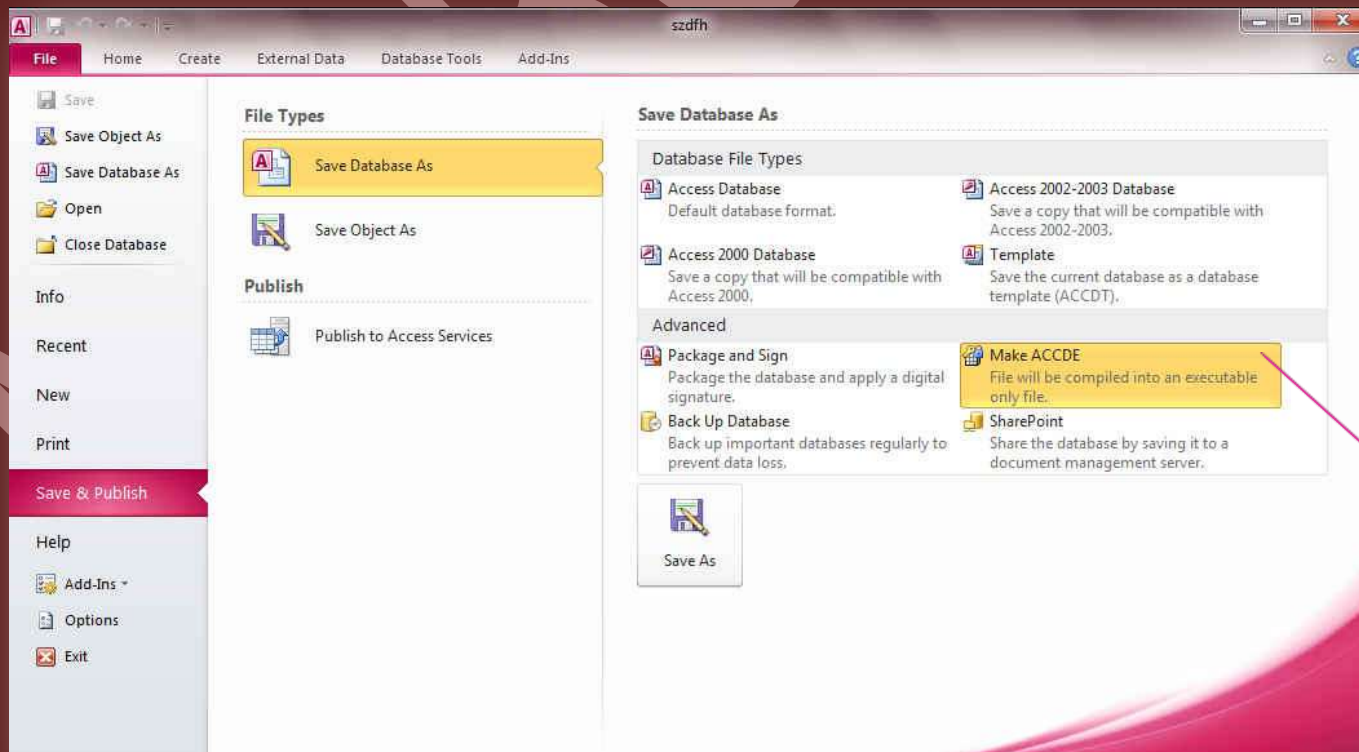 szdfh
File Home Create External Data Database Tools Add-Ins
Save
Save Object As
Save Database As
Open
Close Database
Info
Recent
New
Print
Save & Publish
Help
Add-Ins
Options
Exit
File Types
Save Database As
Save Object As
Publish
Publish to Access Services
Save Database As
Database File Types
Access Database
Default database format.
Access 2002-2003 Database
Save a copy that will be compatible with
Access 2002-2003.
Access 2000 Database
Save a copy that will be compatible with
Access 2000.
Template
Save the current database as a database
template (ACCDT).
Advanced
Package and Sign
Package the database and apply a digital
signature.
Make ACCDE
File will be compiled into an executable
only file.
Back Up Database
Back up important databases regularly to
prevent data loss.
SharePoint
Share the database by saving it to a
document management server.
Save As